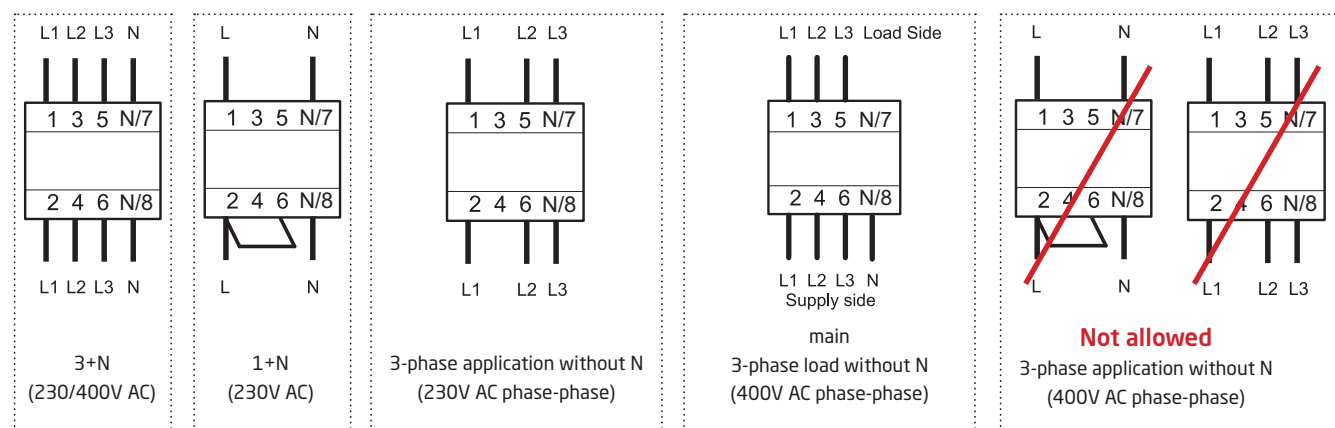 L1 L2 L3 N
1 3 5 N/7
2 4 6 N/8
L1 L2 L3 N
3+N
(230/400V AC)
L N
1 3 5 N/7
2 4 6 N/8
L N
1+N
(230V AC)
L1 L2 L3
1 3 5 N/7
2 4 6 N/8
L1 L2 L3
3-phase application without N
(230V AC phase-phase)
L1 L2 L3 Load Side
1 3 5 N/7
2 4 6 N/8
L1 L2 L3 N
Supply side
main
3-phase load without N
(400V AC phase-phase)
L N
1 3 5 N/7
2 4 6 N/8
L N
L1 L2 L3
1 3 5 N/7
2 4 6 N/8
L1 L2 L3
Not allowed
3-phase application without N
(400V AC phase-phase)